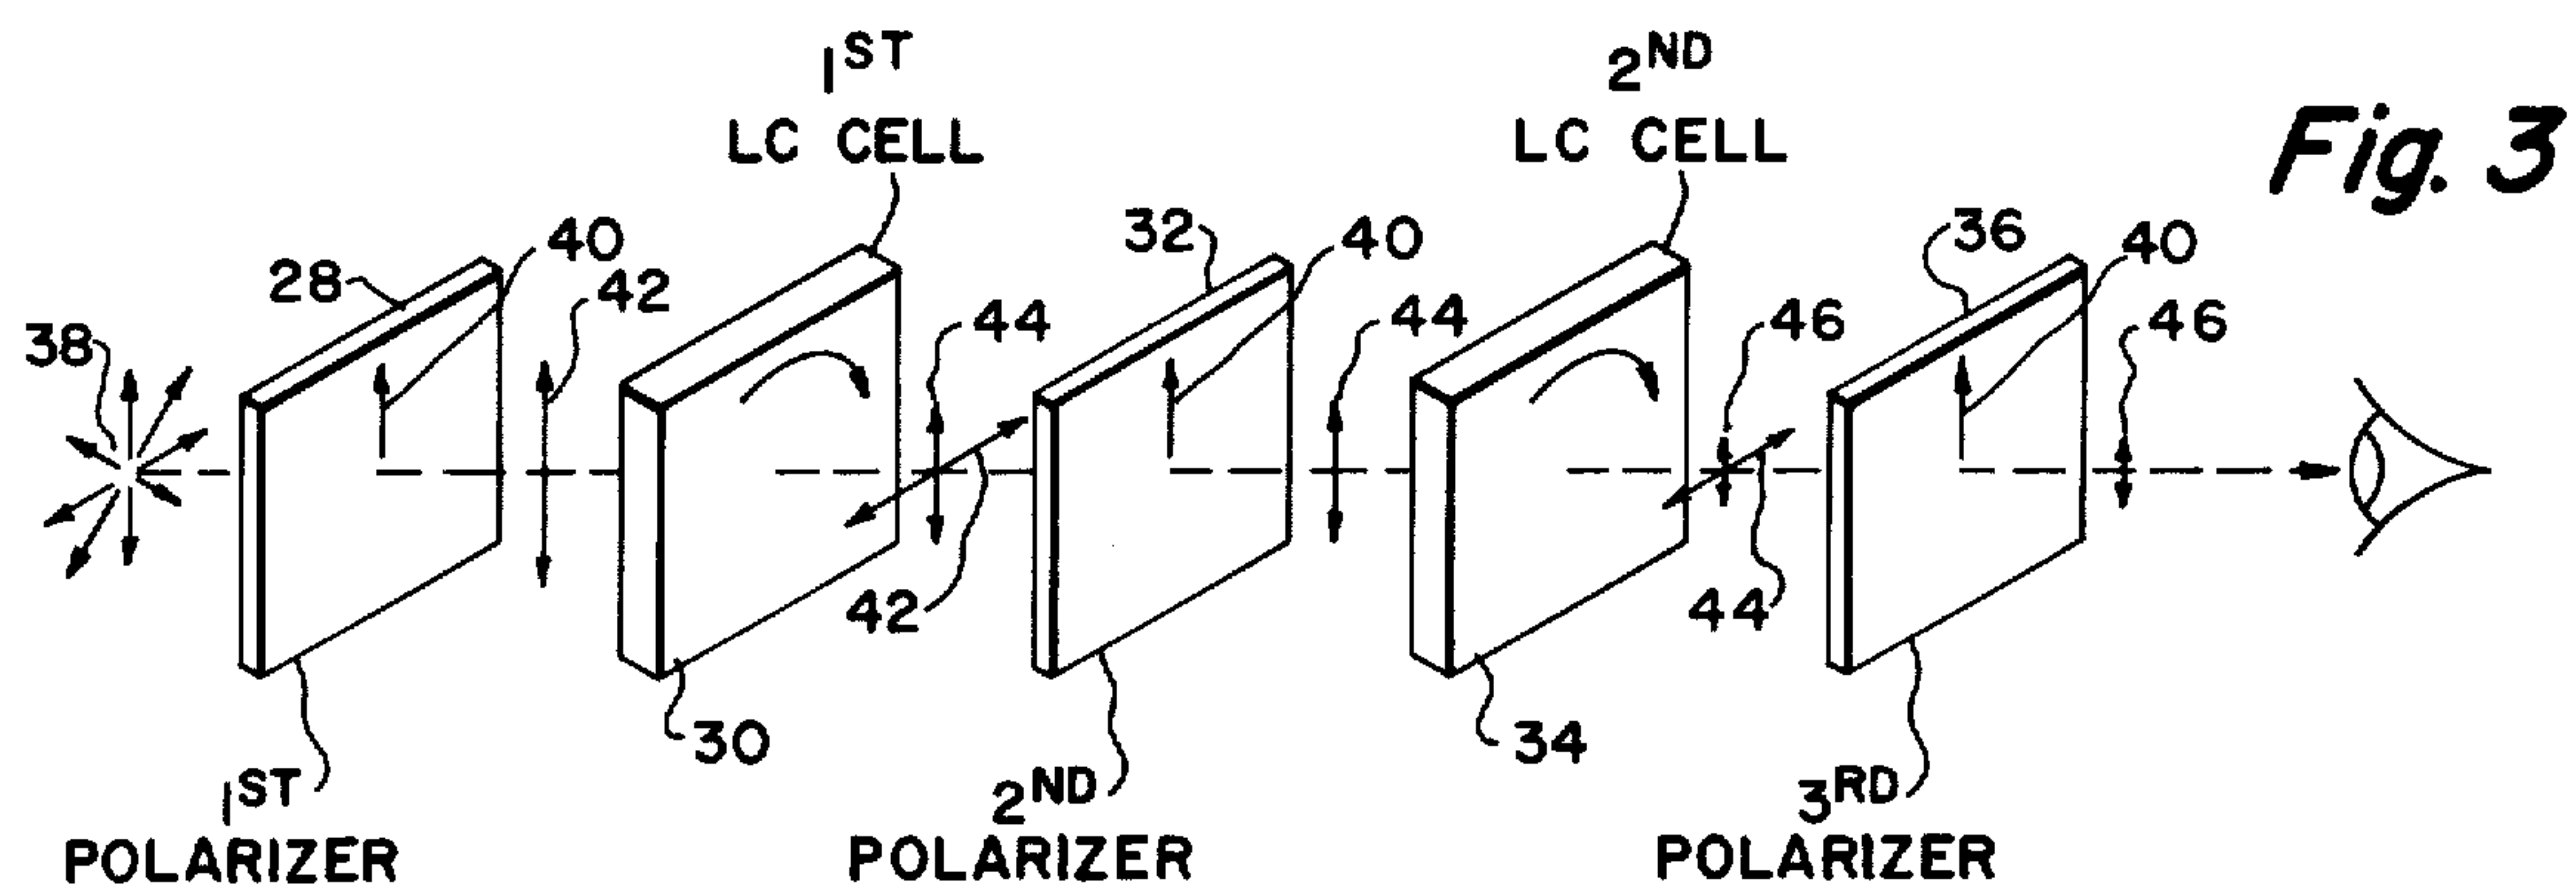 1ST
LC CELL
2ND
LC CELL
Fig. 3
28
40
42
38
44
32
40
44
46
36
40
46
42
44
30
34
1ST
POLARIZER
2ND
POLARIZER
3RD
POLARIZER